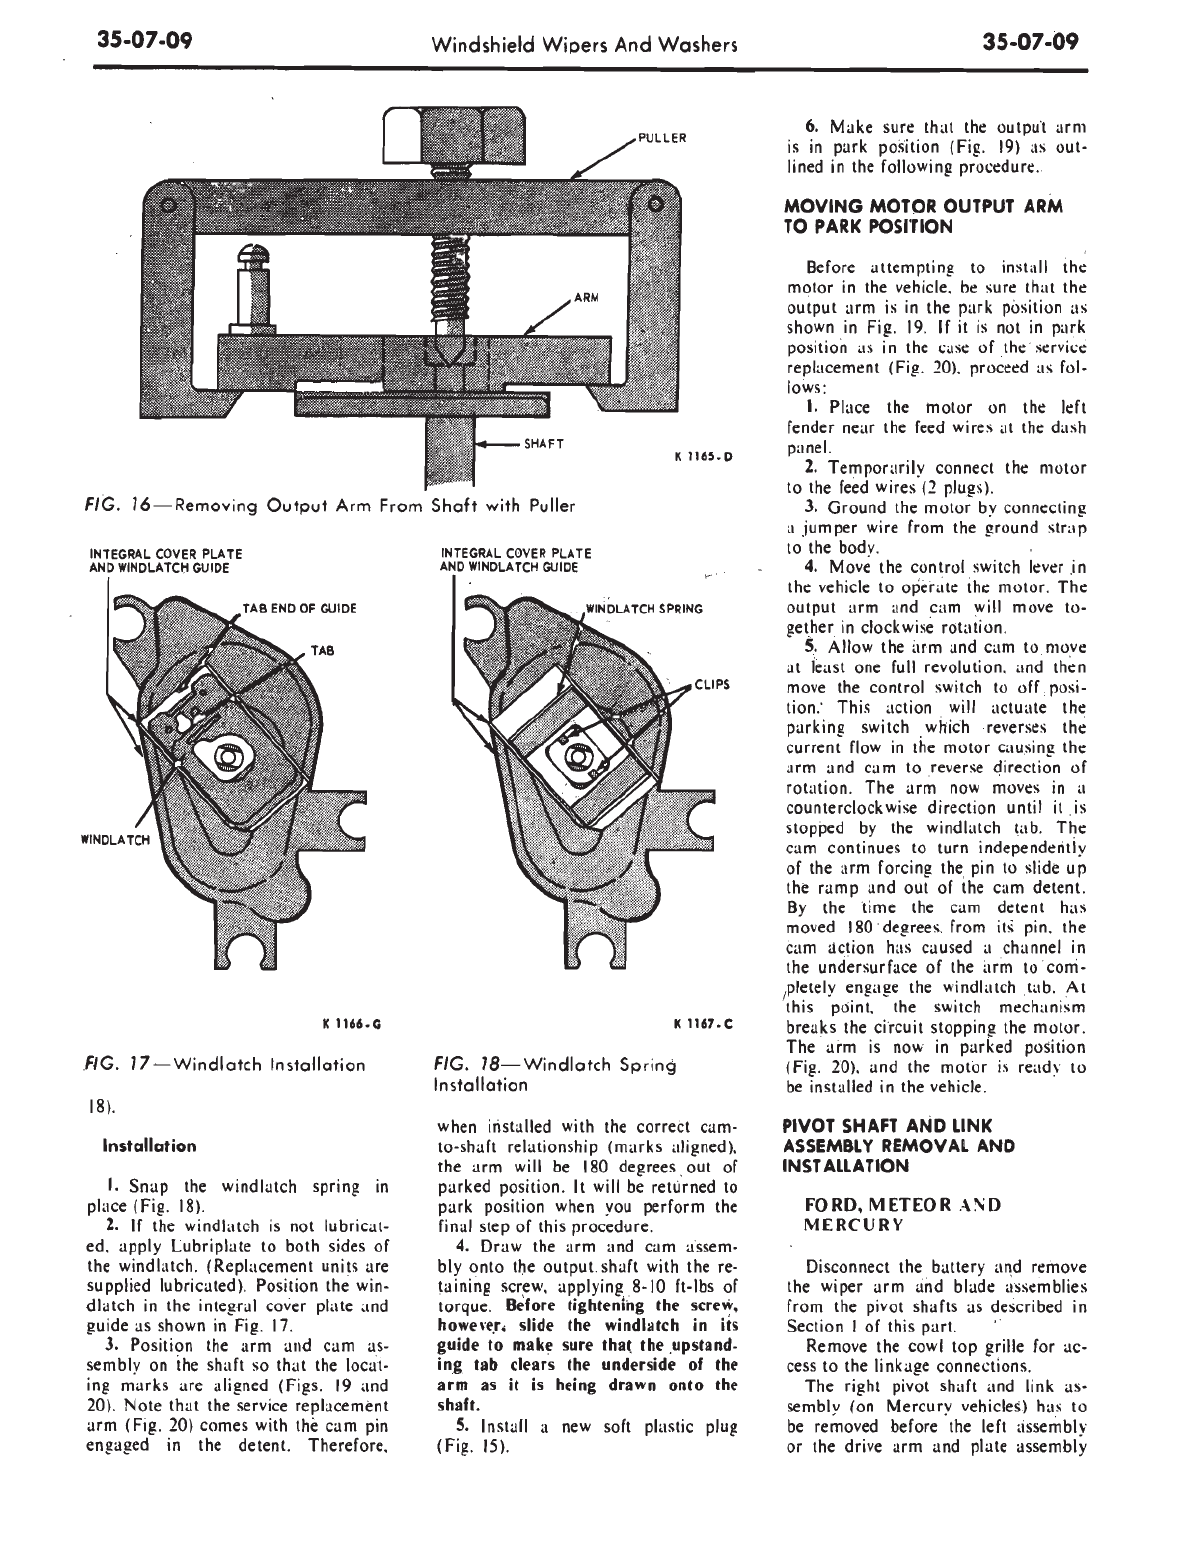 35-07-09
Windshield Wipers And Washers
35-07-09
PULLER
ARM
SHAFT
K 1165-D
FIG. 16—Removing Output Arm From Shaft with Puller
INTEGRAL COVER PLATE
AND WINDLATCH GUIDE
TAB END OF GUIDE
TAB
WINDLATCH
K 1166-G
FIG. 17—Windlatch Installation
INTEGRAL COVER PLATE
AND WINDLATCH GUIDE
WINDLATCH SPRING
CLIPS
K 1167-C
FIG. 18—Windlatch Spring
Installation
18).
Installation
1. Snap the windlatch spring in
place (Fig. 18).
2. If the windlatch is not lubricat-
ed, apply Lubriplate to both sides of
the windlatch. (Replacement units are
supplied lubricated). Position the win-
dlatch in the integral cover plate and
guide as shown in Fig. 17.
3. Position the arm and cam as-
sembly on the shaft so that the locat-
ing marks are aligned (Figs. 19 and
20). Note that the service replacement
arm (Fig. 20) comes with the cam pin
engaged in the detent. Therefore,
when installed with the correct cam-
to-shaft relationship (marks aligned),
the arm will be 180 degrees out of
parked position. It will be returned to
park position when you perform the
final step of this procedure.
4. Draw the arm and cam assem-
bly onto the output shaft with the re-
taining screw, applying 8-10 ft-lbs of
torque. Before tightening the screw,
however, slide the windlatch in its
guide to make sure that the upstand-
ing tab clears the underside of the
arm as it is being drawn onto the
shaft.
5. Install a new soft plastic plug
(Fig. 15).
6. Make sure that the output arm
is in park position (Fig. 19) as out-
lined in the following procedure.
MOVING MOTOR OUTPUT ARM
TO PARK POSITION
Before attempting to install the
motor in the vehicle, be sure that the
output arm is in the park position as
shown in Fig. 19. If it is not in park
position as in the case of the service
replacement (Fig. 20), proceed as fol-
lows:
1. Place the motor on the left
fender near the feed wires at the dash
panel.
2. Temporarily connect the motor
to the feed wires (2 plugs).
3. Ground the motor by connecting
a jumper wire from the ground strap
to the body.
4. Move the control switch lever in
the vehicle to operate the motor. The
output arm and cam will move to-
gether in clockwise rotation.
5. Allow the arm and cam to move
at least one full revolution, and then
move the control switch to off posi-
tion. This action will actuate the
parking switch which reverses the
current flow in the motor causing the
arm and cam to reverse direction of
rotation. The arm now moves in a
counterclockwise direction until it is
stopped by the windlatch tab. The
cam continues to turn independently
of the arm forcing the pin to slide up
the ramp and out of the cam detent.
By the time the cam detent has
moved 180 degrees from its pin, the
cam action has caused a channel in
the undersurface of the arm to com-
pletely engage the windlatch tab. At
this point, the switch mechanism
breaks the circuit stopping the motor.
The arm is now in parked position
(Fig. 20), and the motor is ready to
be installed in the vehicle.
PIVOT SHAFT AND LINK
ASSEMBLY REMOVAL AND
INSTALLATION
FORD, METEOR AND
MERCURY
Disconnect the battery and remove
the wiper arm and blade assemblies
from the pivot shafts as described in
Section 1 of this part.
Remove the cowl top grille for ac-
cess to the linkage connections.
The right pivot shaft and link as-
sembly (on Mercury vehicles) has to
be removed before the left assembly
or the drive arm and plate assembly